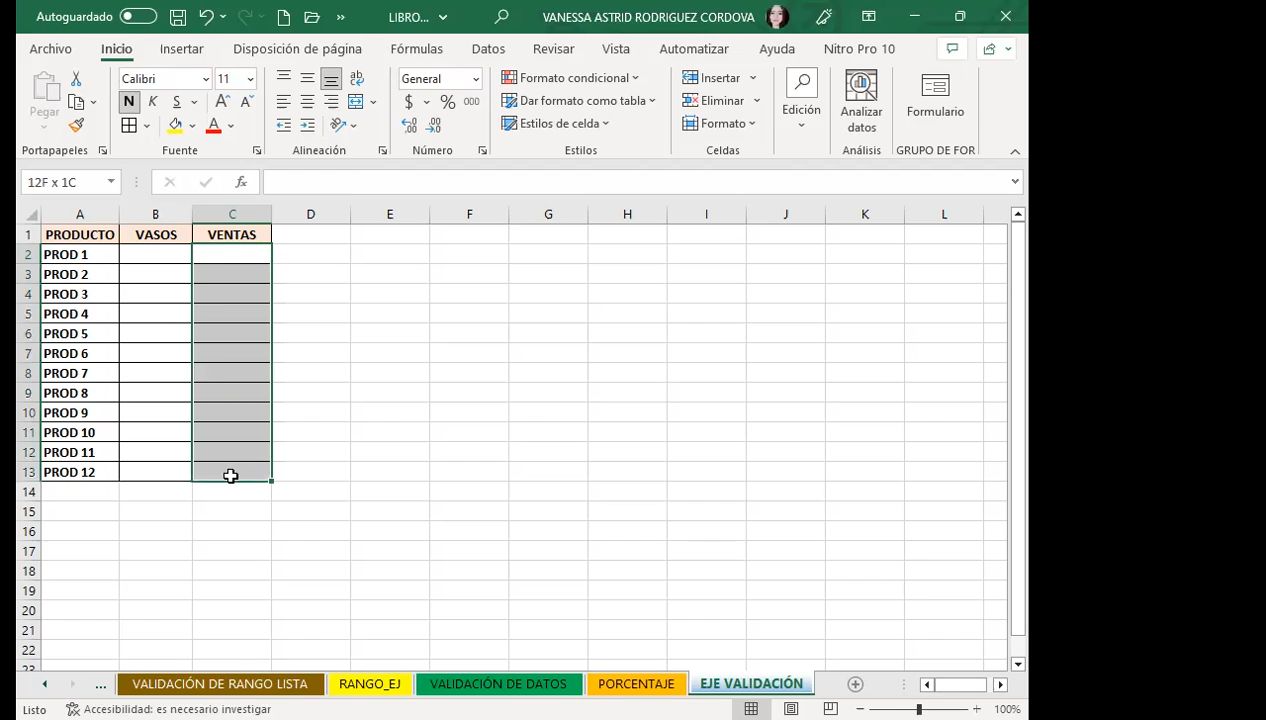 Autoguardado
LIBRO...
VANESSA ASTRID RODRIGUEZ CORDOVA
Archivo Inicio Insertar Disposición de página Fórmulas Datos Revisar Vista Automatizar Ayuda Nitro Pro 10
Pegar
Calibri 11
N K S
General
$ % 000
Formato condicional
Dar formato como tabla
Estilos de celda
Insertar
Eliminar
Formato
Edición
Analizar
datos
Formulario
Portapapeles Fuente Alineación Número Estilos Celdas Análisis GRUPO DE FOR
12F x 1C fx
A B C D E F G H I J K L
1 PRODUCTO VASOS VENTAS
2 PROD 1
3 PROD 2
4 PROD 3
5 PROD 4
6 PROD 5
7 PROD 6
8 PROD 7
9 PROD 8
10 PROD 9
11 PROD 10
12 PROD 11
13 PROD 12
14
15
16
17
18
19
20
21
22
23
... VALIDACIÓN DE RANGO LISTA RANGO_EJ VALIDACIÓN DE DATOS PORCENTAJE EJE VALIDACIÓN
Listo Accesibilidad: es necesario investigar 100%